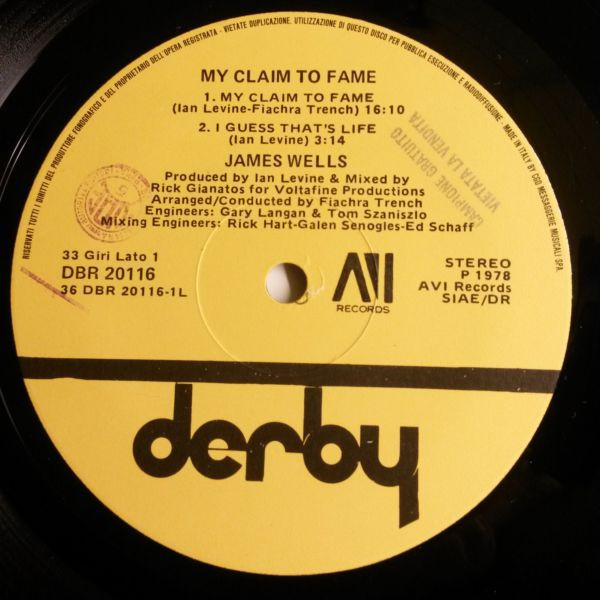 RISERVATI TUTTI I DIRITTI DEL PRODUTTORE FONOGRAFICO E DEL PROPRIETARIO DELL'OPERA REGISTRATA - VIETATE DUPLICAZIONE. UTILIZZAZIONE DI QUESTO DISCO PER PUBBLICA ESECUZIONE E RADIODIFFUSIONE. MADE IN ITALY BY CGD MESSAGGERIE MUSICALI SPA.
MY CLAIM TO FAME
1. MY CLAIM TO FAME
(Ian Levine-Fiachra Trench) 16:10
2. I GUESS THAT'S LIFE
(Ian Levine) 3:14
JAMES WELLS
Produced by Ian Levine & Mixed by
Rick Gianatos for Voltafine Productions
Arranged/Conducted by Fiachra Trench
Engineers: Gary Langan & Tom Szaniszlo
Mixing Engineers: Rick Hart-Galen Senogles-Ed Schaff
CAMPIONE GRATUITO
VIETATA LA VENDITA
33 Giri Lato 1
DBR 20116
36 DBR 20116-1L
AVI
RECORDS
STEREO
P 1978
AVI Records
SIAE/DR
derby